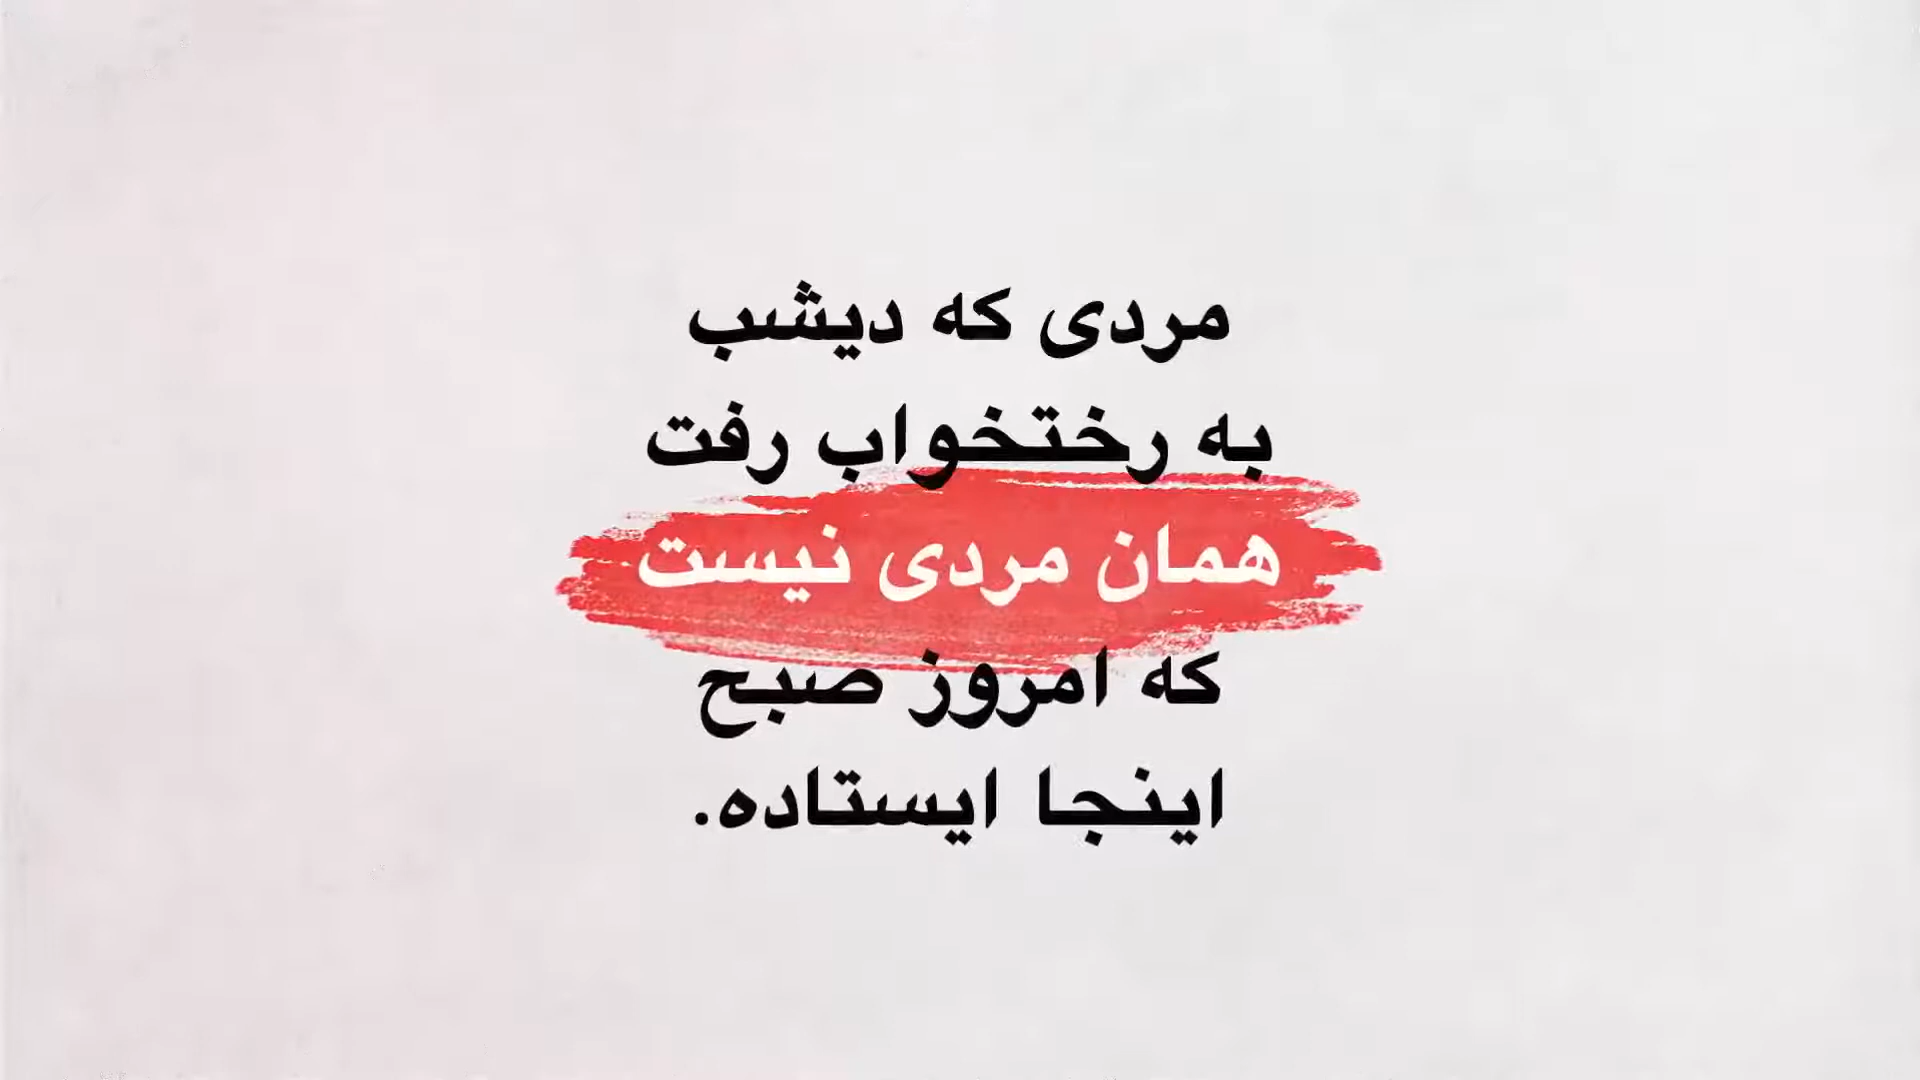 مردی که دیشب
به رختخواب رفت
همان مردی نیست
که امروز صبح
اینجا ایستاده.